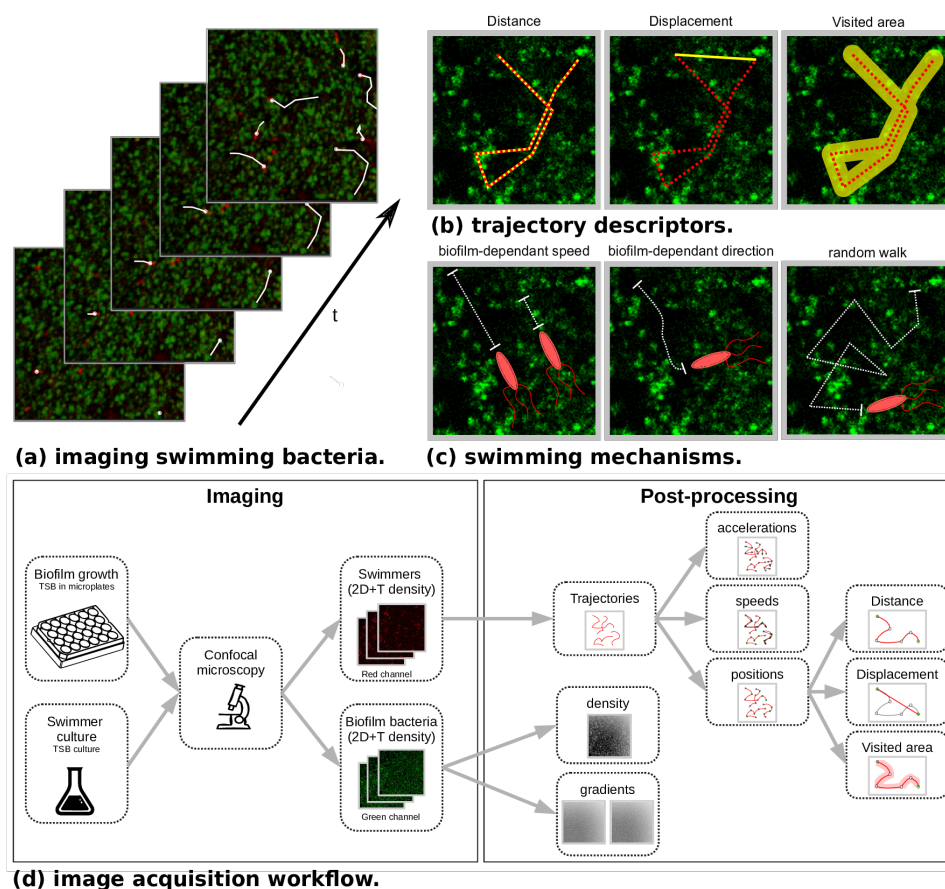 Distance
Displacement
Visited area
t
(a) imaging swimming bacteria.
(b) trajectory descriptors.
biofilm-dependant speed
biofilm-dependant direction
random walk
(c) swimming mechanisms.
Imaging
Biofilm growth
TSB in microplates
Swimmer
culture
TSB culture
Confocal
microscopy
Swimmers
(2D+T density)
Red channel
Biofilm bacteria
(2D+T density)
Green channel
Post-processing
Trajectories
density
gradients
accelerations
speeds
positions
Distance
Displacement
Visited area
(d) image acquisition workflow.